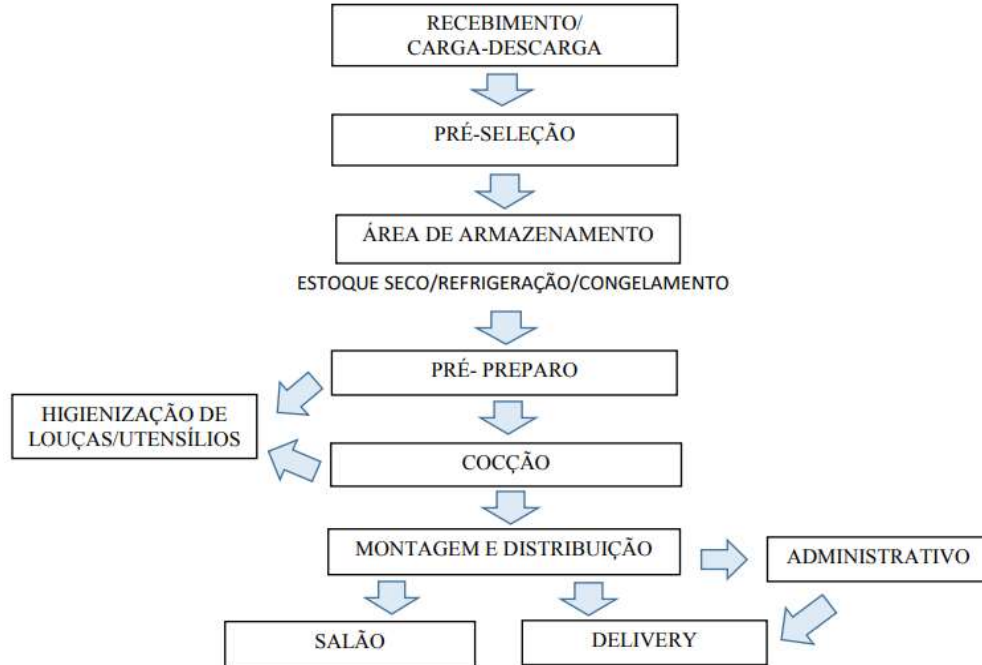 RECEBIMENTO/
CARGA-DESCARGA
PRÉ-SELEÇÃO
ÁREA DE ARMAZENAMENTO
ESTOQUE SECO/REFRIGERAÇÃO/CONGELAMENTO
PRÉ- PREPARO
HIGIENIZAÇÃO DE
LOUÇAS/UTENSÍLIOS
COCÇÃO
MONTAGEM E DISTRIBUIÇÃO
ADMINISTRATIVO
SALÃO
DELIVERY